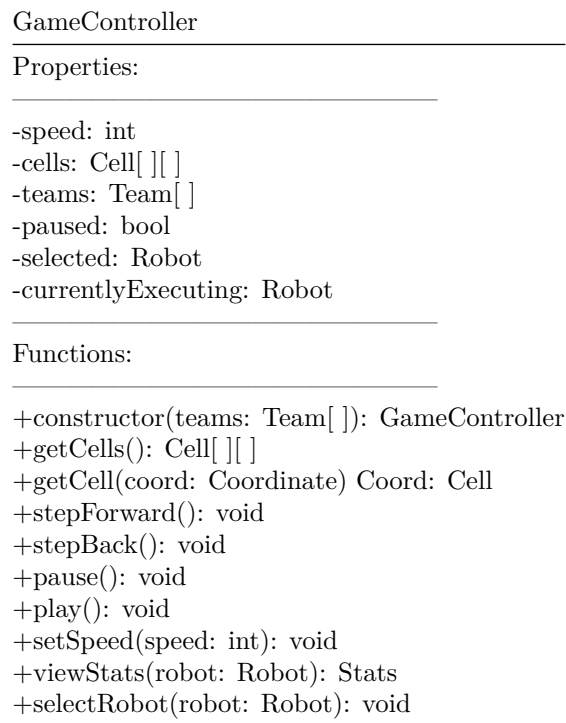 GameController
Properties:
-speed: int
-cells: Cell[ ][ ]
-teams: Team[ ]
-paused: bool
-selected: Robot
-currentlyExecuting: Robot
Functions:
+constructor(teams: Team[ ]): GameController
+getCells(): Cell[ ][ ]
+getCell(coord: Coordinate) Coord: Cell
+stepForward(): void
+stepBack(): void
+pause(): void
+play(): void
+setSpeed(speed: int): void
+viewStats(robot: Robot): Stats
+selectRobot(robot: Robot): void